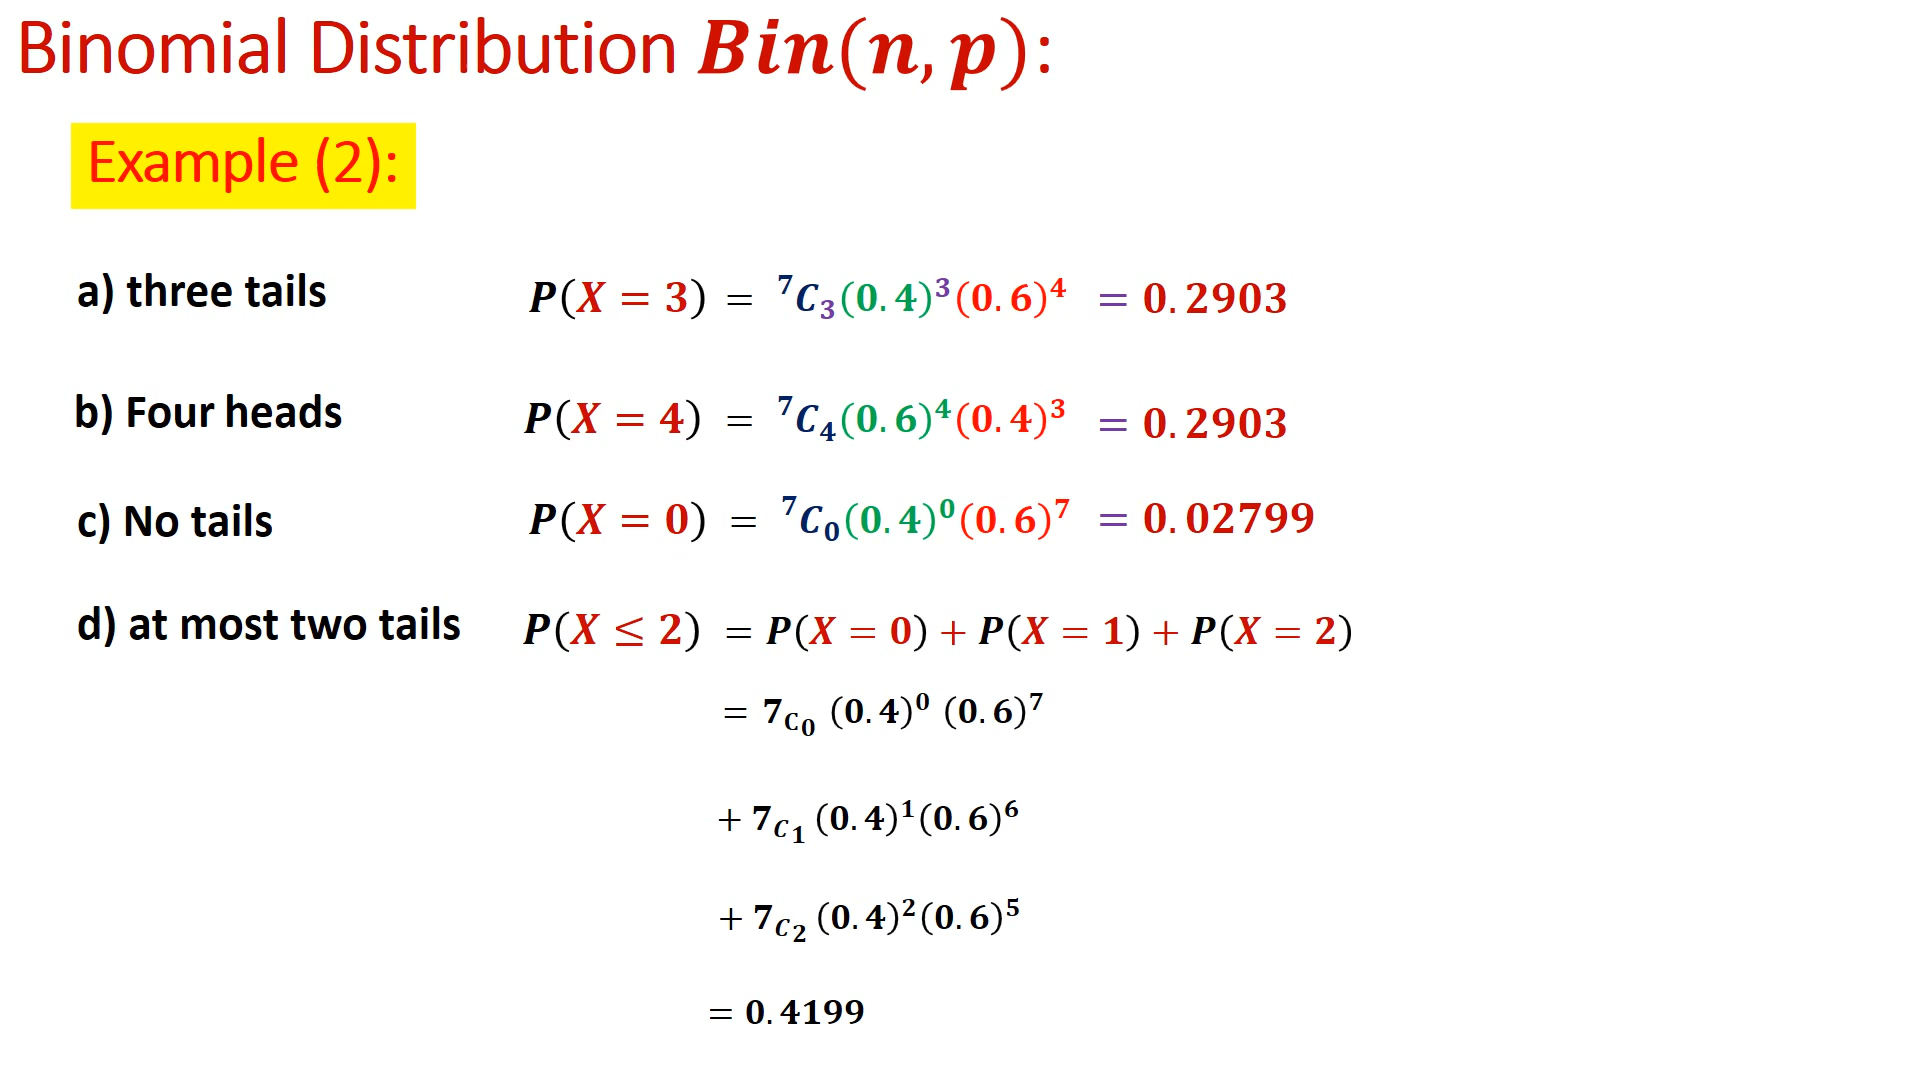 Binomial Distribution 𝑩𝒊𝒏(𝒏, 𝒑):
Example (2):
a) three tails P(X = 3) = ⁷C₃(0.4)³(0.6)⁴ = 0.2903
b) Four heads P(X = 4) = ⁷C₄(0.6)⁴(0.4)³ = 0.2903
c) No tails P(X = 0) = ⁷C₀(0.4)⁰(0.6)⁷ = 0.02799
d) at most two tails P(X ≤ 2) = P(X = 0) + P(X = 1) + P(X = 2)
= 7C₀ (0.4)⁰ (0.6)⁷
+ 7C₁ (0.4)¹(0.6)⁶
+ 7C₂ (0.4)²(0.6)⁵
= 0.4199